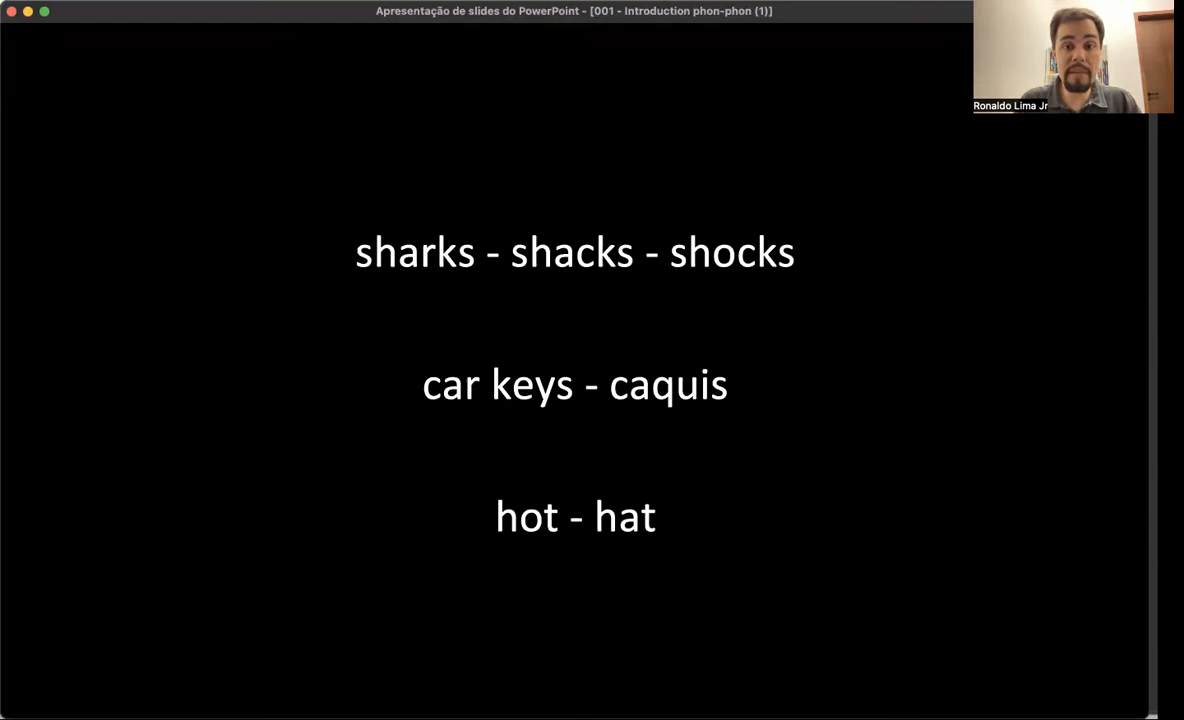 Apresentação de slides do PowerPoint - [001 - Introduction phon-phon (1)]
Ronaldo Lima Jr
sharks - shacks - shocks
car keys - caquis
hot - hat